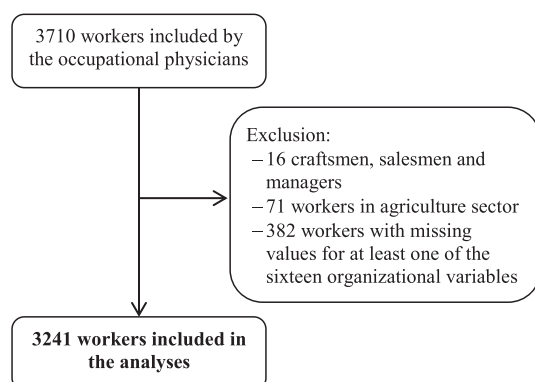 3710 workers included by
the occupational physicians
Exclusion:
– 16 craftsmen, salesmen and
managers
– 71 workers in agriculture sector
– 382 workers with missing
values for at least one of the
sixteen organizational variables
3241 workers included in
the analyses